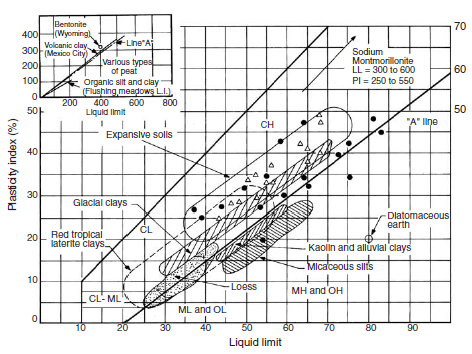 Bentonite
(Wyoming)
400
300
200
100
0
Volcanic clay
(Mexico City)
Line"A"
Various types
of peat
Organic silt and clay
(Flushing meadows L.I.)
200 400 600 800
Liquid limit
70
60
50
Sodium
Montmorillonite
LL = 300 to 600
PI = 250 to 550
"A" line
CH
Expansive soils
Plasticity index (%)
50
40
30
20
10
0
Glacial clays
CL
Red tropical
laterite clays
Diatomaceous
earth
Kaolin and alluvial clays
Micaceous silts
Loess
CL- ML
ML and OL
MH and OH
10 20 30 40 50 60 70 80 90
Liquid limit